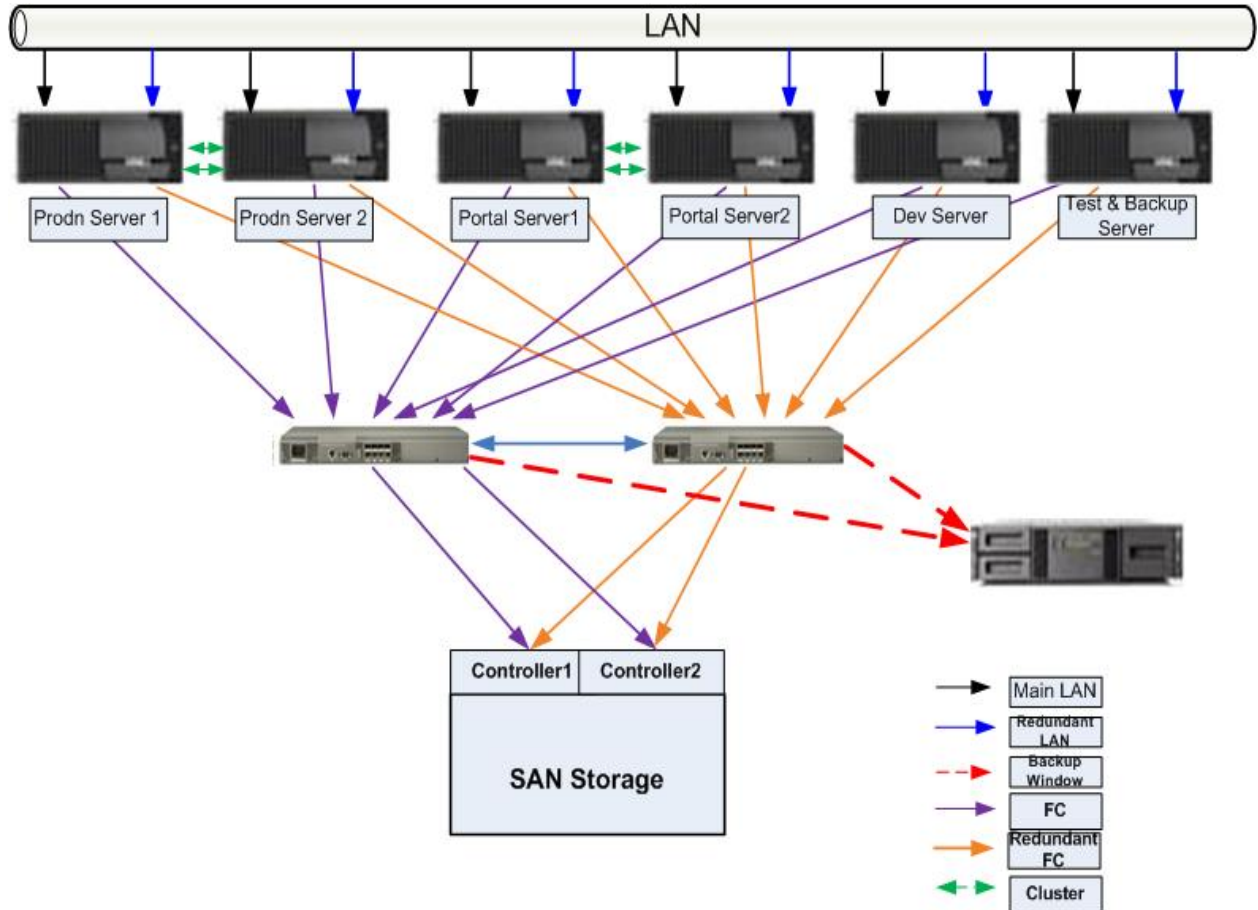 LAN
Prodn Server 1
Prodn Server 2
Portal Server1
Portal Server2
Dev Server
Test & Backup
Server
Controller1
Controller2
SAN Storage
Main LAN
Redundant
LAN
Backup
Window
FC
Redundant
FC
Cluster